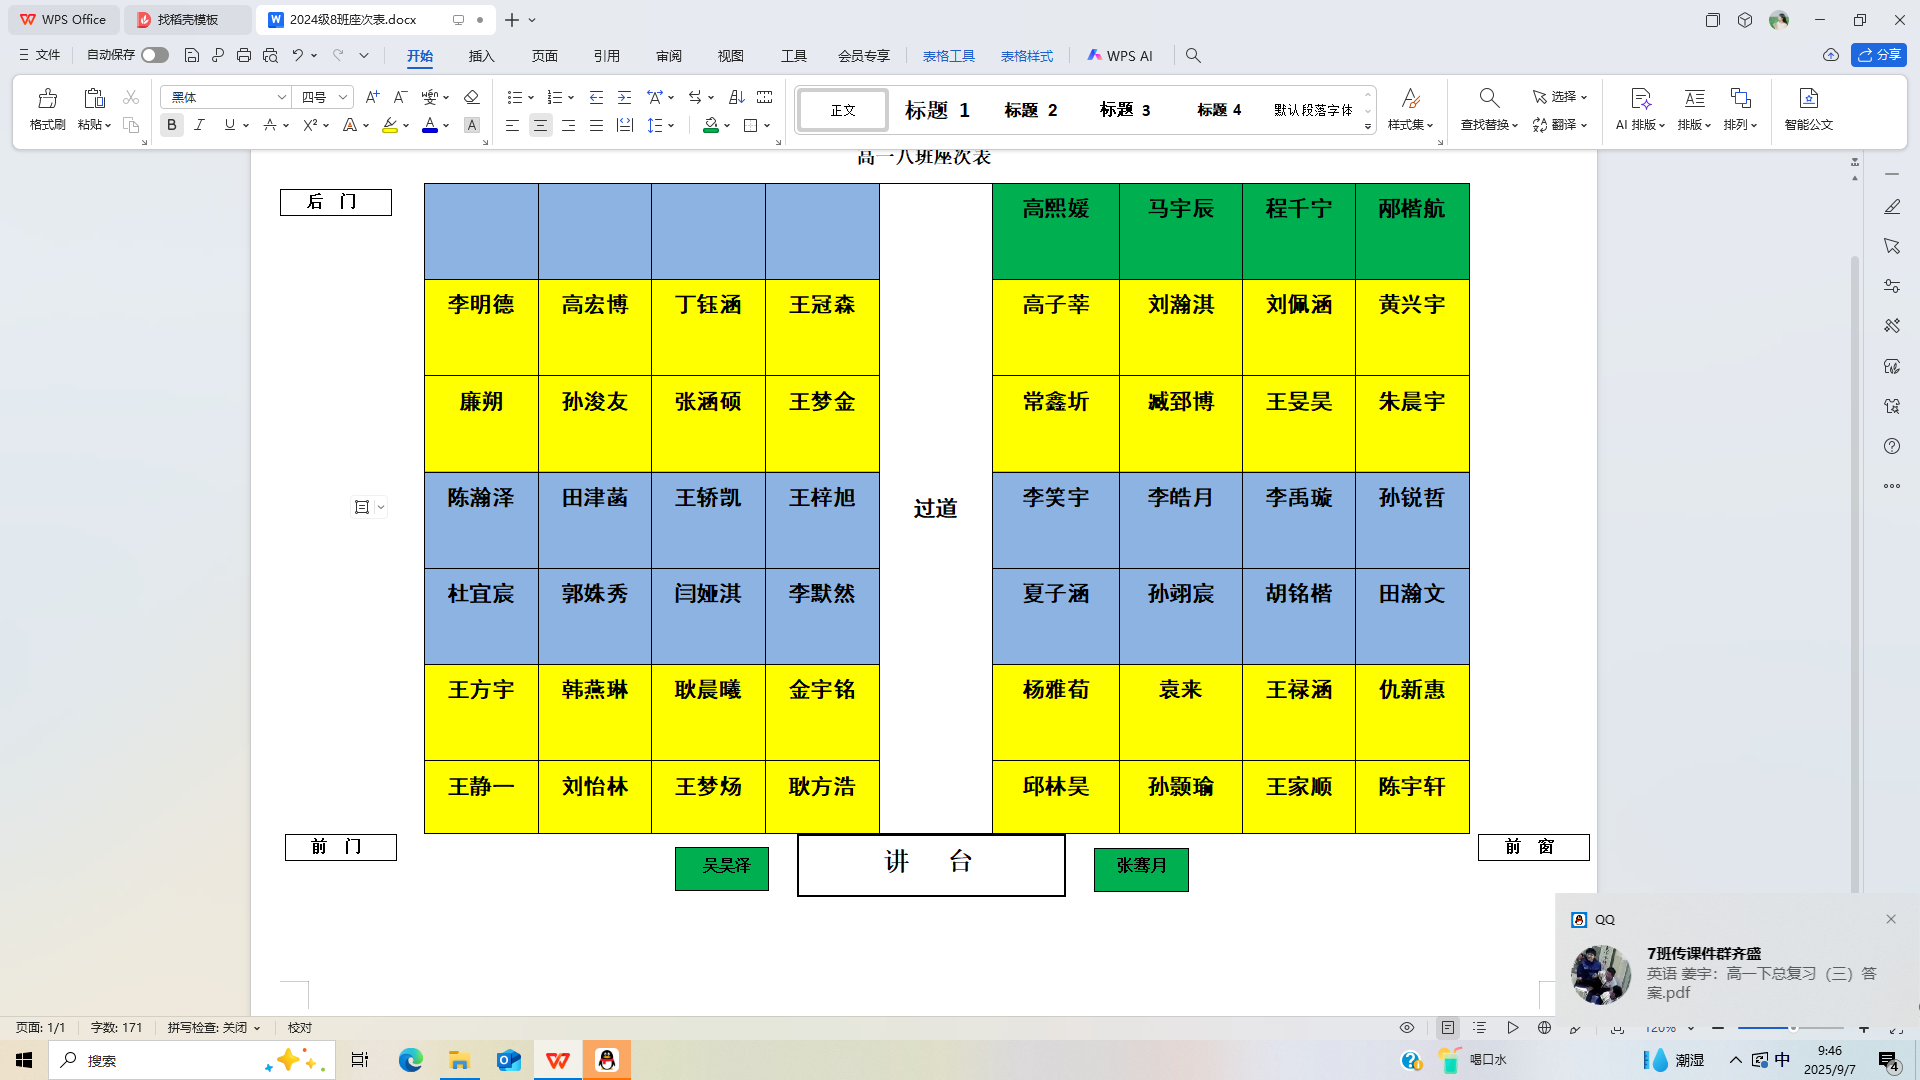 WPS Office
找稻壳模板
2024级8班座次表.docx
文件
自动保存
开始
插入
页面
引用
审阅
视图
工具
会员专享
表格工具
表格样式
WPS AI
分享
格式刷
粘贴
黑体
四号
正文
标题 1
标题 2
标题 3
标题 4
默认段落字体
样式集
查找替换
选择
翻译
AI 排版
排版
排列
智能公文
高一八班座次表
后 门
高熙媛 马宇辰 程千宁 邴楷航
李明德 高宏博 丁钰涵 王冠森 高子莘 刘瀚淇 刘佩涵 黄兴宇
廉朔 孙浚友 张涵硕 王梦金 常鑫圻 臧郅博 王旻昊 朱晨宇
陈瀚泽 田津菡 王轿凯 王梓旭 过道 李笑宇 李皓月 李禹璇 孙锐哲
杜宜宸 郭姝秀 闫娅淇 李默然 夏子涵 孙翊宸 胡铭楷 田瀚文
王方宇 韩燕琳 耿晨曦 金宇铭 杨雅荀 袁来 王禄涵 仇新惠
王静一 刘怡林 王梦炀 耿方浩 邱林昊 孙颢瑜 王家顺 陈宇轩
前 门
吴昊泽
讲 台
张骞月
前 窗
QQ
7班传课件群齐盛
英语 姜宇：高一下总复习（三）答
案.pdf
页面: 1/1
字数: 171
拼写检查: 关闭
校对
120%
搜索
喝口水
潮湿
中
9:46
2025/9/7
4